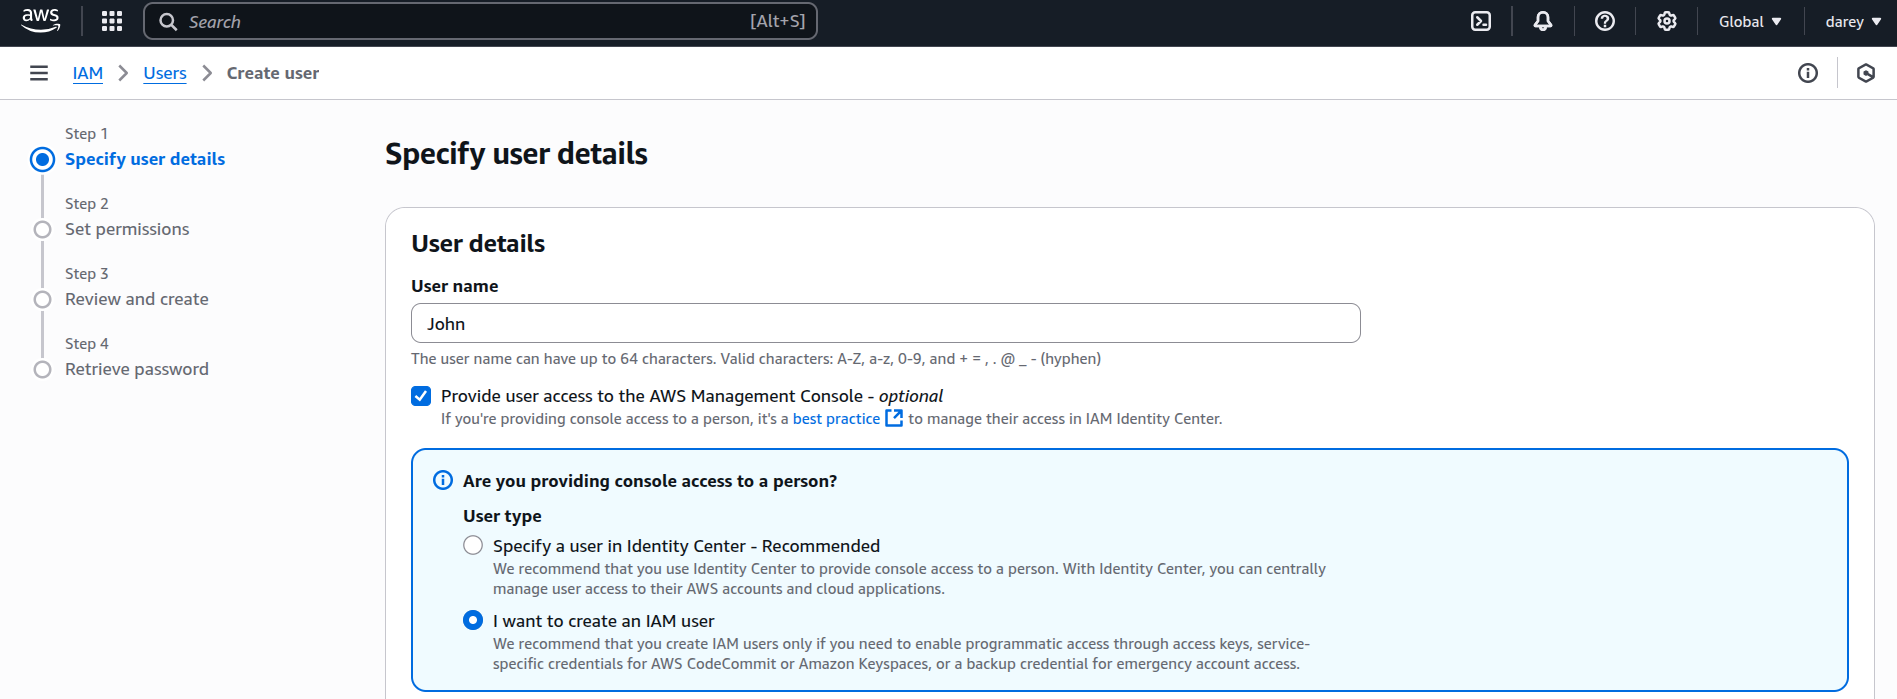 aws
Search
[Alt+S]
Global
darey
IAM
Users
Create user
Step 1
Specify user details
Step 2
Set permissions
Step 3
Review and create
Step 4
Retrieve password
Specify user details
User details
User name
John
The user name can have up to 64 characters. Valid characters: A-Z, a-z, 0-9, and + = , . @ _ - (hyphen)
Provide user access to the AWS Management Console - optional
If you're providing console access to a person, it's a best practice to manage their access in IAM Identity Center.
Are you providing console access to a person?
User type
Specify a user in Identity Center - Recommended
We recommend that you use Identity Center to provide console access to a person. With Identity Center, you can centrally
manage user access to their AWS accounts and cloud applications.
I want to create an IAM user
We recommend that you create IAM users only if you need to enable programmatic access through access keys, service-
specific credentials for AWS CodeCommit or Amazon Keyspaces, or a backup credential for emergency account access.